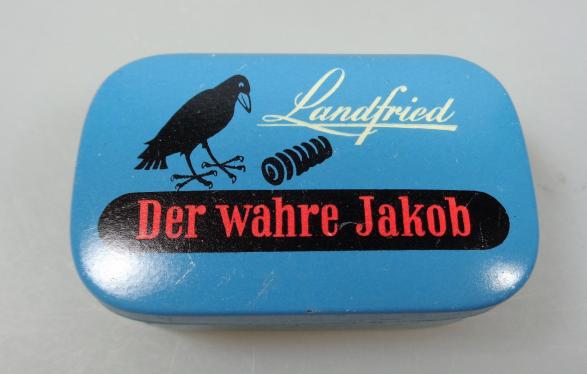 Landfried
Der wahre Jakob